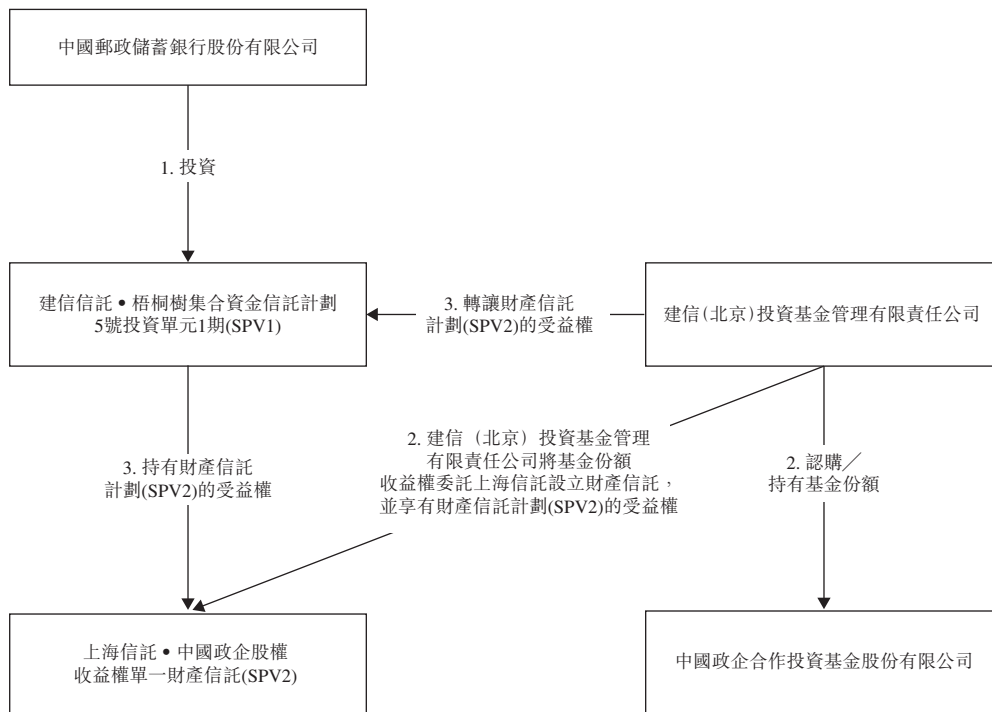 中國郵政儲蓄銀行股份有限公司
1. 投資
建信信託•梧桐樹集合資金信託計劃
5號投資單元1期(SPV1)
3. 轉讓財產信託
計劃(SPV2)的受益權
建信(北京)投資基金管理有限責任公司
3. 持有財產信託
計劃(SPV2)的受益權
2. 建信（北京）投資基金管理
有限責任公司將基金份額
收益權委託上海信託設立財產信託，
並享有財產信託計劃(SPV2)的受益權
2. 認購╱
持有基金份額
上海信託•中國政企股權
收益權單一財產信託(SPV2)
中國政企合作投資基金股份有限公司